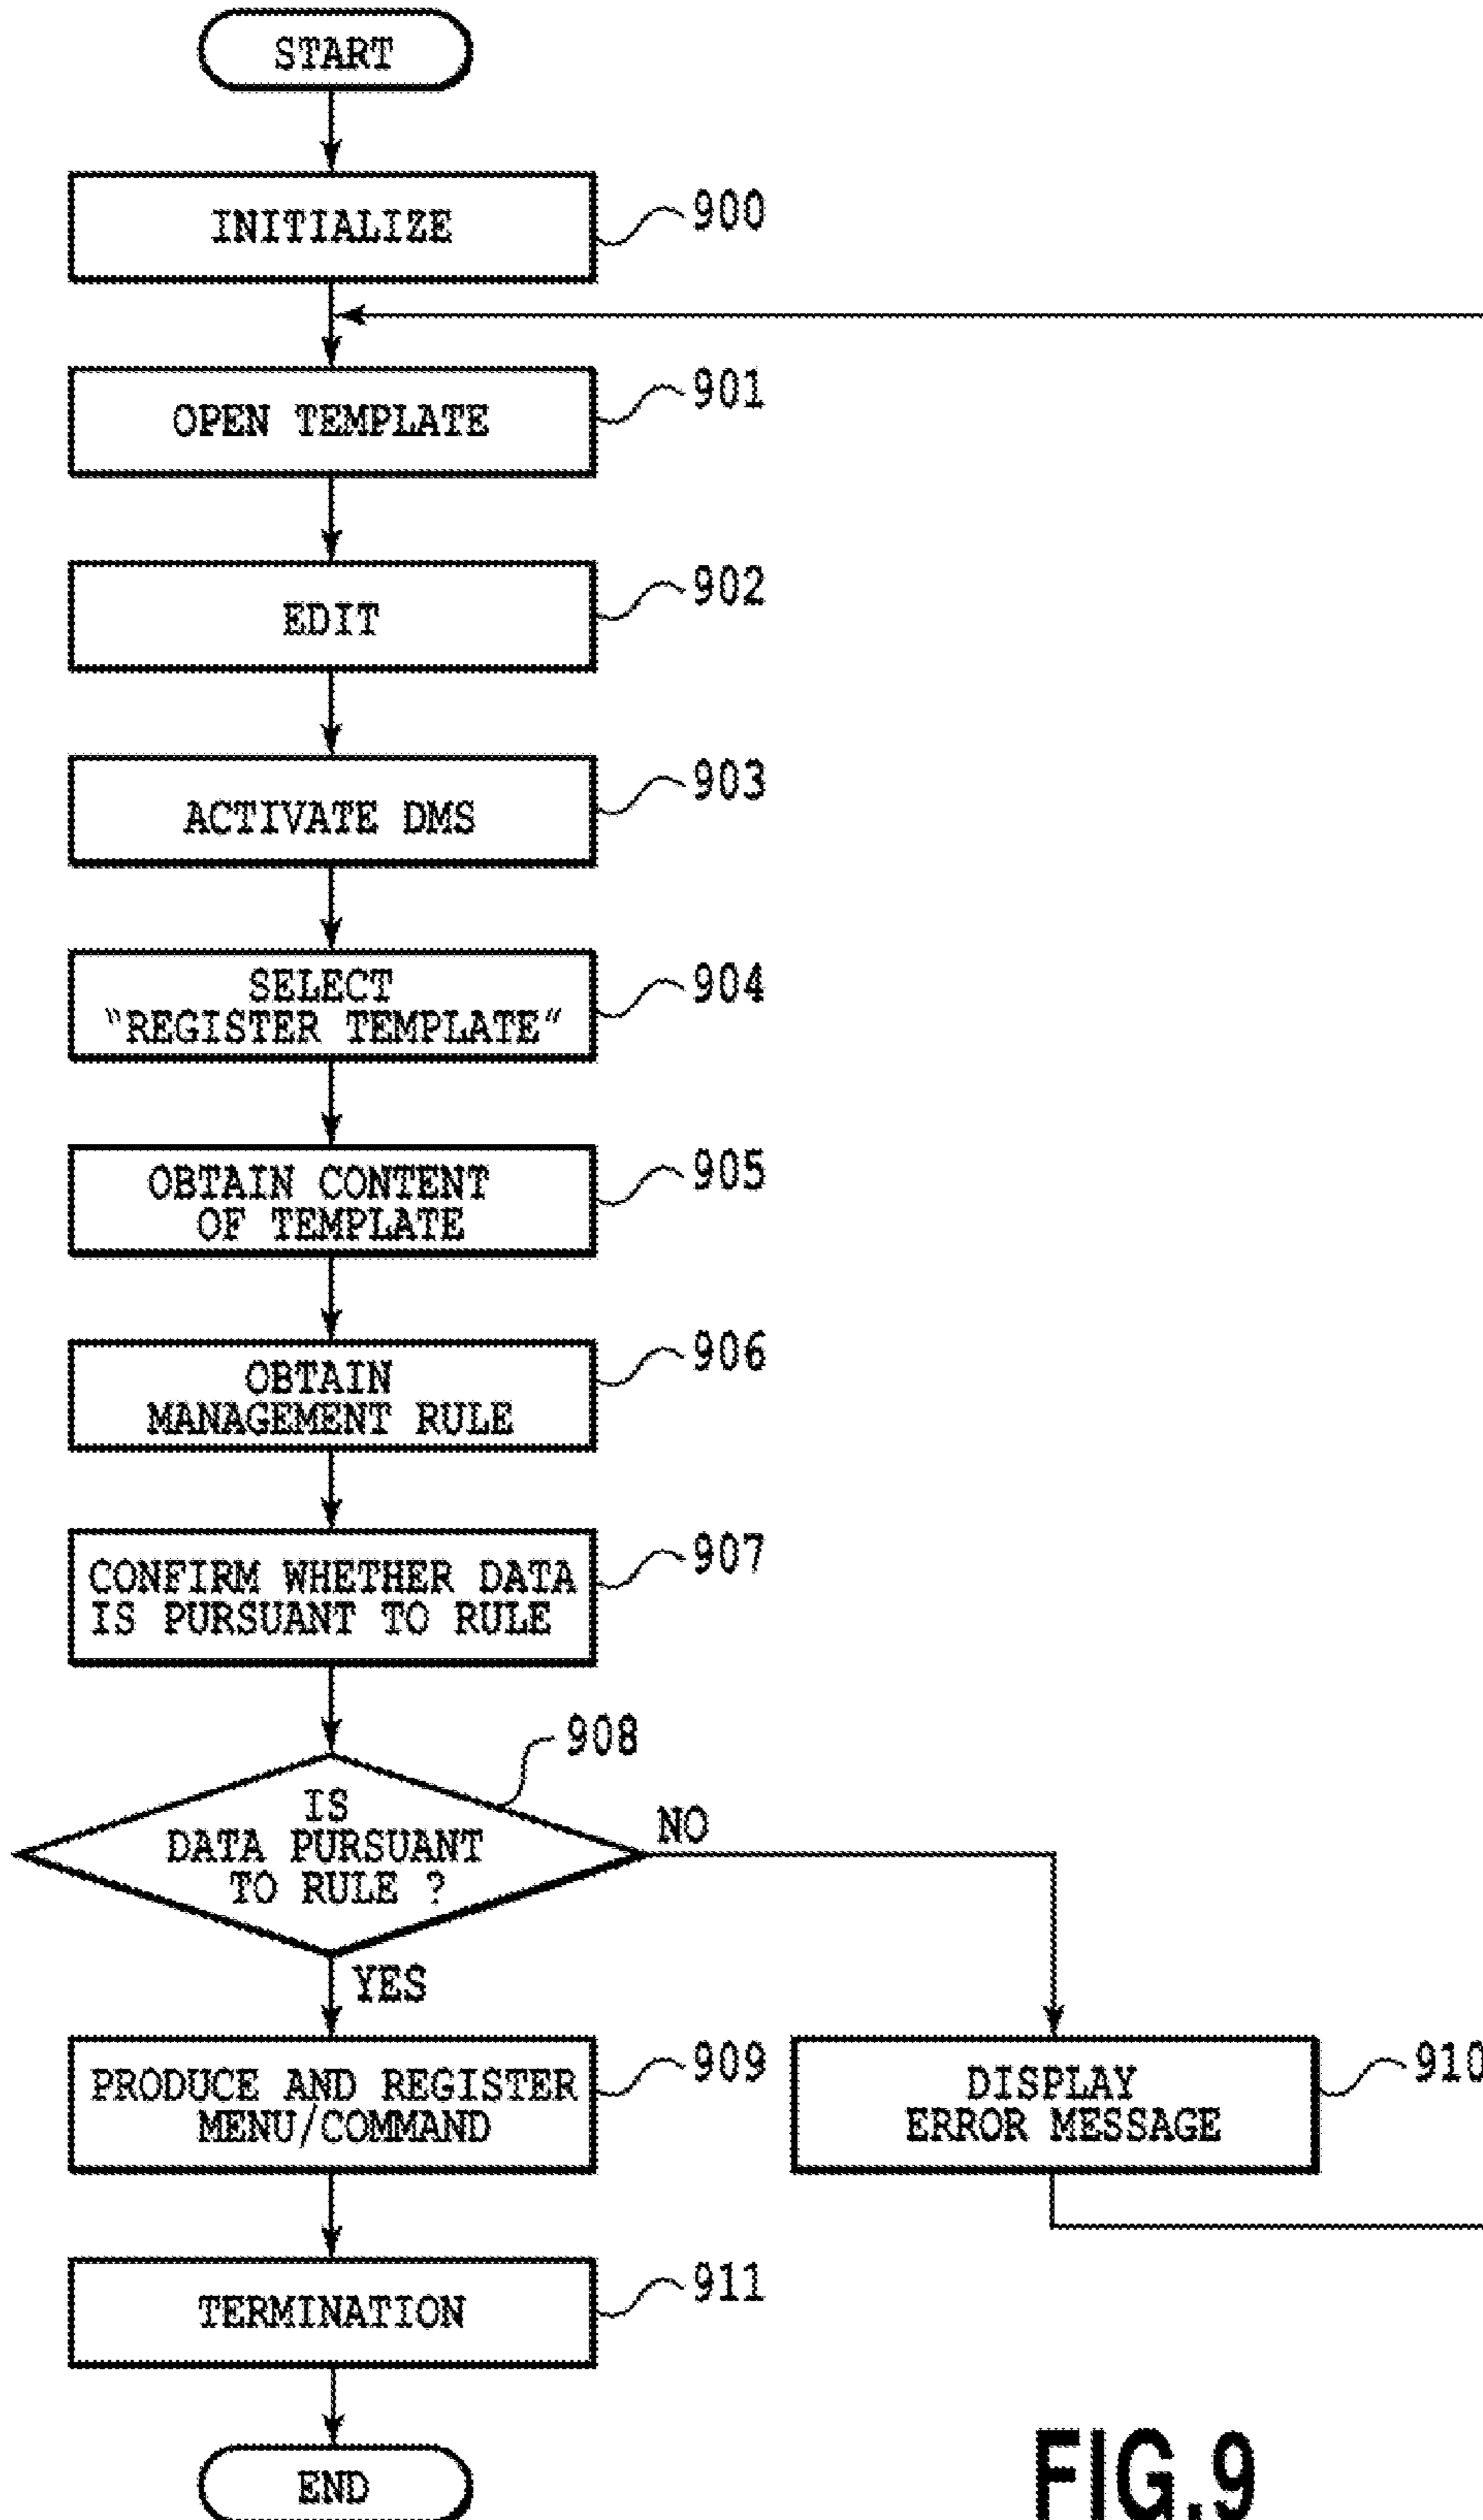 START
INITIALIZE
900
OPEN TEMPLATE
901
EDIT
902
ACTIVATE DMS
903
SELECT
"REGISTER TEMPLATE"
904
OBTAIN CONTENT
OF TEMPLATE
905
OBTAIN
MANAGEMENT RULE
906
CONFIRM WHETHER DATA
IS PURSUANT TO RULE
907
908
IS
DATA PURSUANT
TO RULE ?
NO
YES
PRODUCE AND REGISTER
MENU/COMMAND
909
DISPLAY
ERROR MESSAGE
910
TERMINATION
911
END
FIG.9